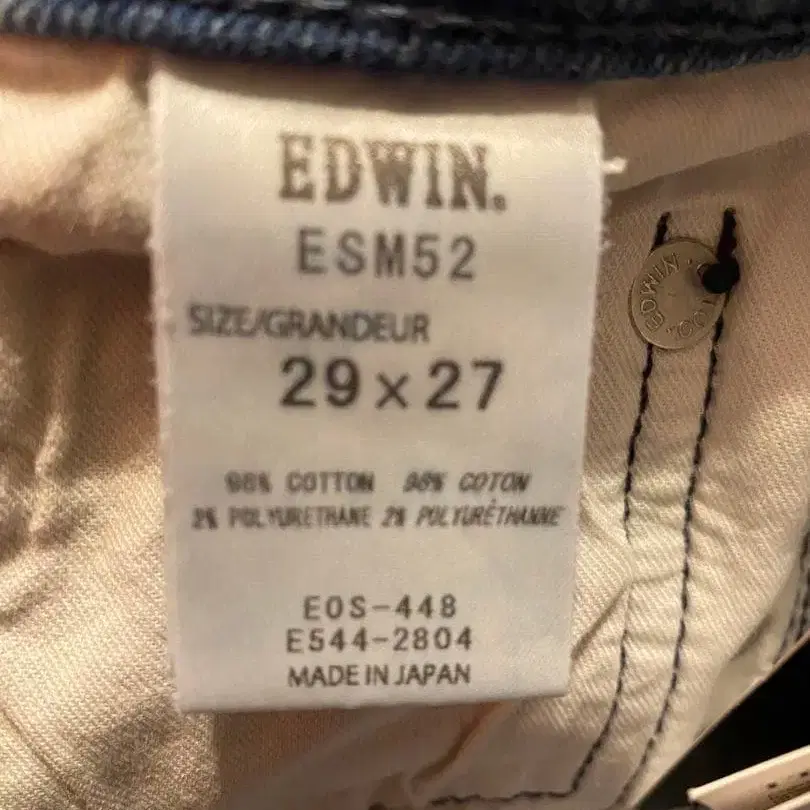 EDWIN.
ESM52
SIZE/GRANDEUR
29 x 27
98% COTTON 98% COTON
2% POLYURETHANE 2% POLYURÉTHANNE
EOS-448
E544-2804
MADE IN JAPAN
EDWIN